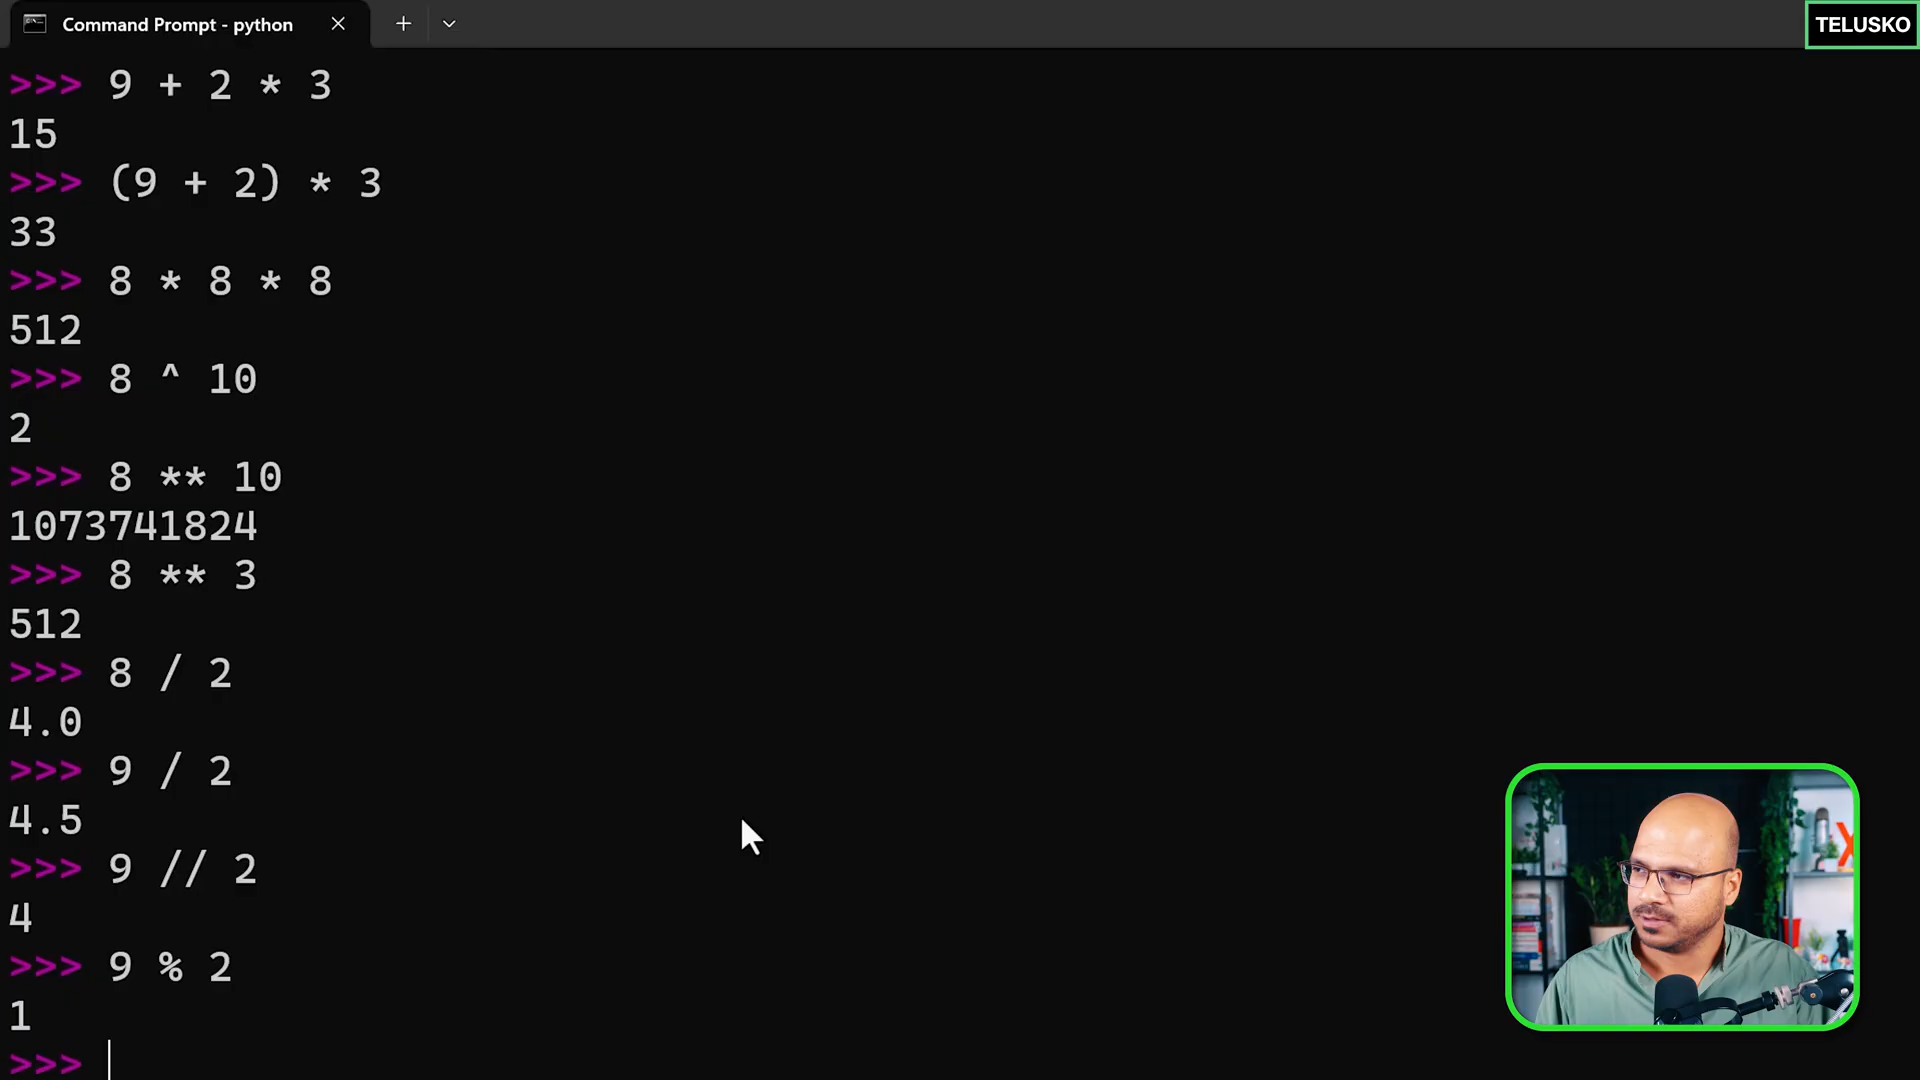 Command Prompt - python
TELUSKO
>>> 9 + 2 * 3
15
>>> (9 + 2) * 3
33
>>> 8 * 8 * 8
512
>>> 8 ^ 10
2
>>> 8 ** 10
1073741824
>>> 8 ** 3
512
>>> 8 / 2
4.0
>>> 9 / 2
4.5
>>> 9 // 2
4
>>> 9 % 2
1
>>>